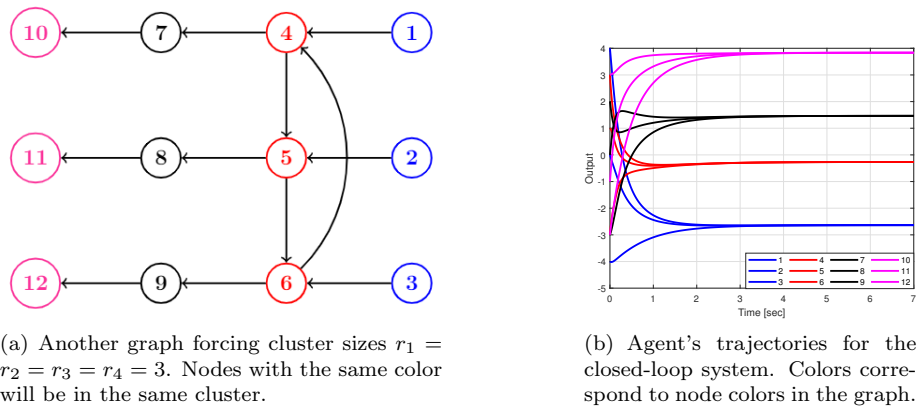 10 7 4 1
11 8 5 2
12 9 6 3
4
3
2
1
0
-1
-2
-3
-4
-5
Output
0 1 2 3 4 5 6 7
Time [sec]
1 4 7 10
2 5 8 11
3 6 9 12
(a) Another graph forcing cluster sizes r₁ =
r₂ = r₃ = r₄ = 3. Nodes with the same color
will be in the same cluster.
(b) Agent's trajectories for the
closed-loop system. Colors corre-
spond to node colors in the graph.